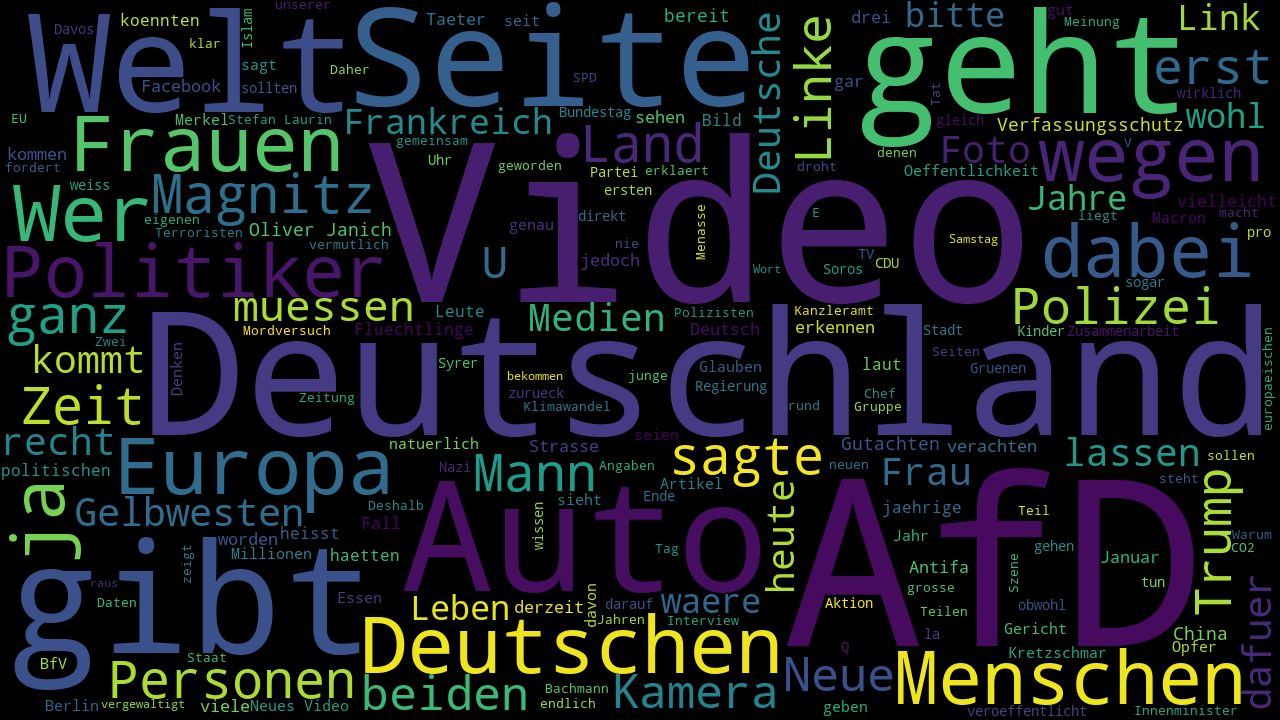 Welt
Seite
geht
Davos
koennten
klar
Islam
unserer
Taeter
seit
bereit
drei
bitte
gut
Meinung
Link
Facebook
sagt
sollten
Daher
SPD
Deutsche
Linke
gar
Tat
erst
wirklich
EU
Frauen
Merkel
Stefan Laurin
Frankreich
gemeinsam
Bundestag
sehen
Bild
gleich
Verfassungsschutz
wohl
kommen
fordert
Uhr
geworden
Land
Partei
erklaert
ersten
denen
Foto
V
wegen
droht
Oeffentlichkeit
weiss
Wer
Magnitz
eigenen
Terroristen
Oliver Janich
vermutlich
Video
genau
direkt
nie
jedoch
Menasse
E
Samstag
Jahre
liegt
vielleicht
Macron
macht
pro
Politiker
U
Wort
Soros
TV
CDU
dabei
sogar
ganz
Zwei
muessen
Mordversuch
Fluechtlinge
Leute
Medien
Polizisten
Deutsch
Kanzleramt
erkennen
Stadt
Polizei
Kinder
Zusammenarbeit
kommt
Denken
Deutschland
Syrer
bekommen
junge
Glauben
Regierung
laut
Seiten
Gruenen
europaeischen
Zeit
Zeitung
zurueck
Klimawandel
rund
Chef
Gruppe
recht
politischen
Europa
natuerlich
Strasse
seien
Gutachten
verachten
lassen
sollen
Nazi
Mann
Angaben
sagte
neuen
Frau
steht
ja
Gelbwesten
Deshalb
sieht
Artikel
Ende
heute
jaehrige
Teil
Trump
worden
heisst
Fall
Auto
wissen
AfD
Jahr
gehen
Warum
CO2
gibt
zeigt
Millionen
haetten
Tag
Antifa
Szene
Januar
raus
Daten
Essen
Leben
derzeit
davon
darauf
waere
Aktion
grosse
Teilen
obwohl
tun
dafuer
Jahren
Interview
la
Gericht
China
Opfer
BfV
Staat
Deutschen
Q
Kretzschmar
Personen
beiden
Bachmann
endlich
Kamera
Neue
geben
Menschen
Berlin
vergewaltigt
viele
Neues Video
veroeffentlicht
Innenminister